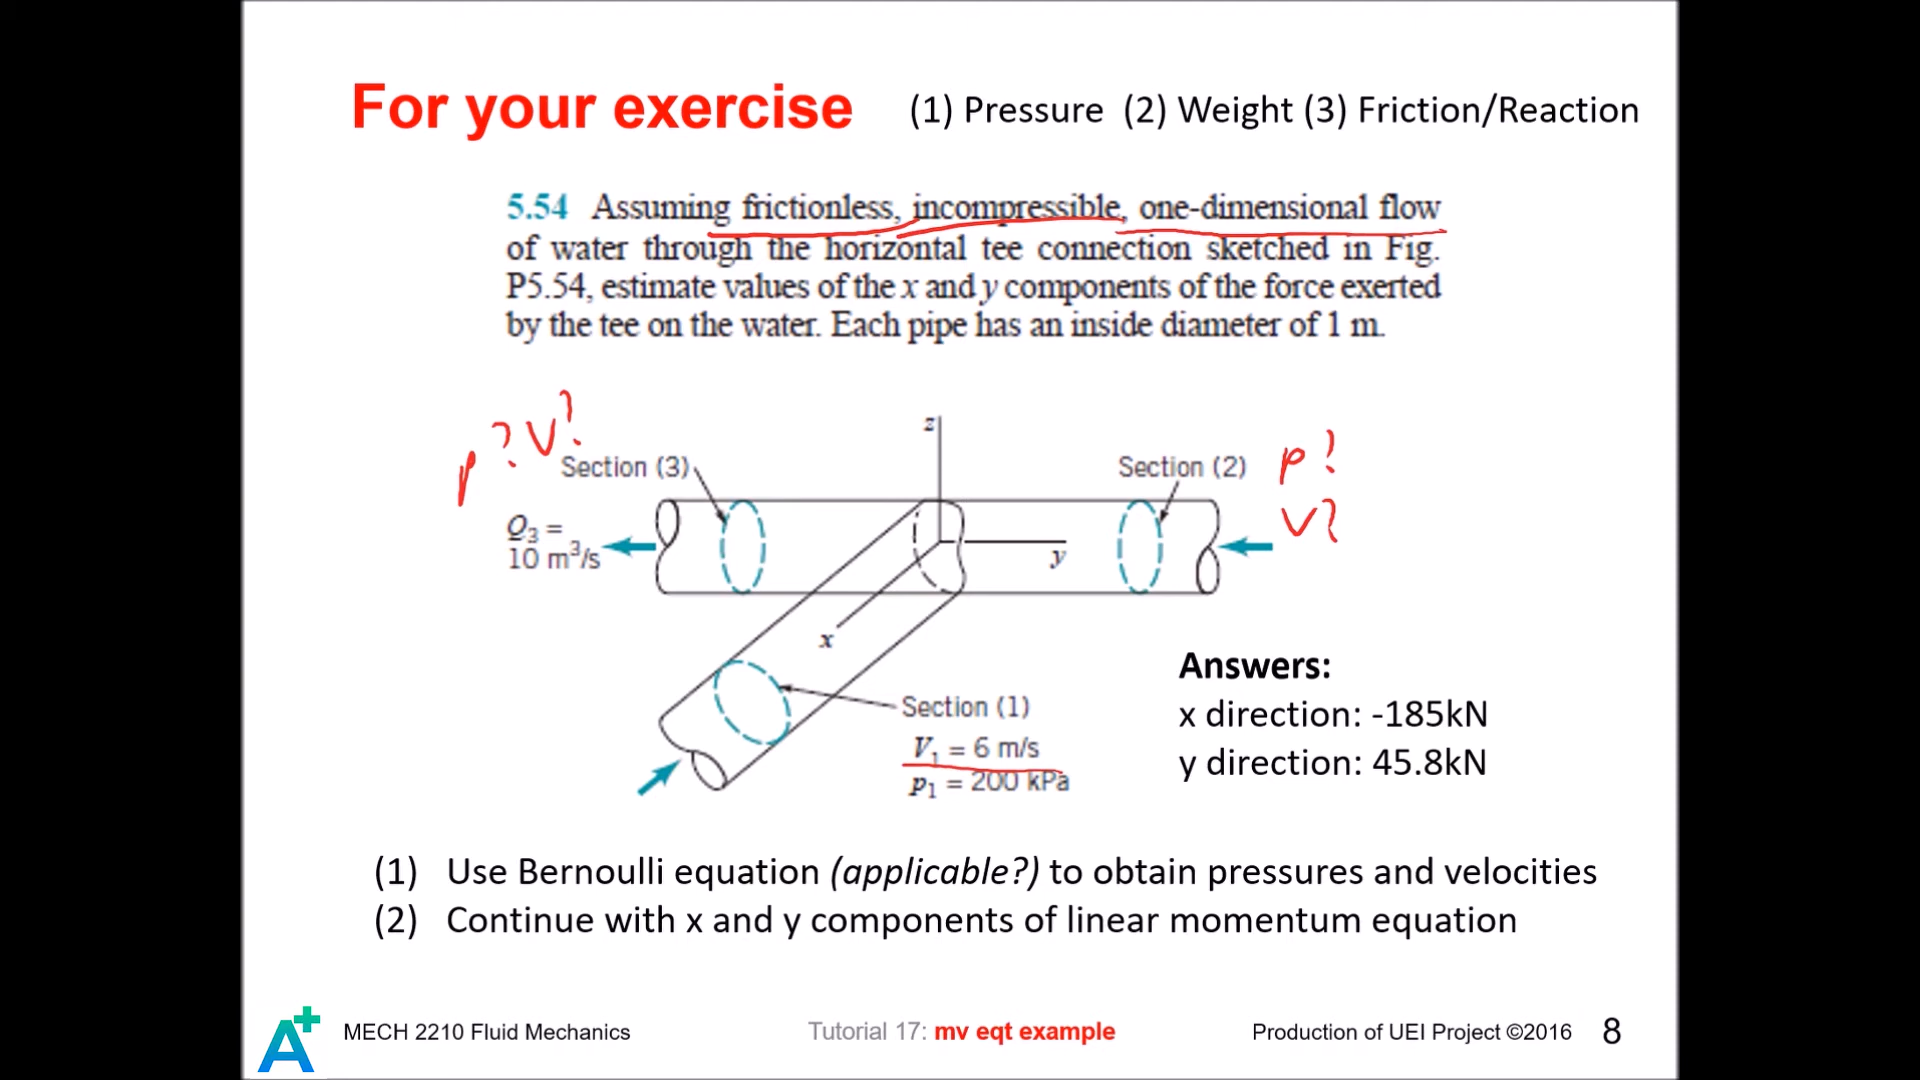 For your exercise (1) Pressure (2) Weight (3) Friction/Reaction
5.54 Assuming frictionless, incompressible, one-dimensional flow
of water through the horizontal tee connection sketched in Fig.
P5.54, estimate values of the x and y components of the force exerted
by the tee on the water. Each pipe has an inside diameter of 1 m.
p? V?
z
p?
V?
Section (3)
Section (2)
Q₃ =
10 m³/s
y
x
Section (1)
V₁ = 6 m/s
p₁ = 200 kPa
Answers:
x direction: -185kN
y direction: 45.8kN
(1) Use Bernoulli equation (applicable?) to obtain pressures and velocities
(2) Continue with x and y components of linear momentum equation
A+
MECH 2210 Fluid Mechanics
Tutorial 17: mv eqt example
Production of UEI Project ©2016 8